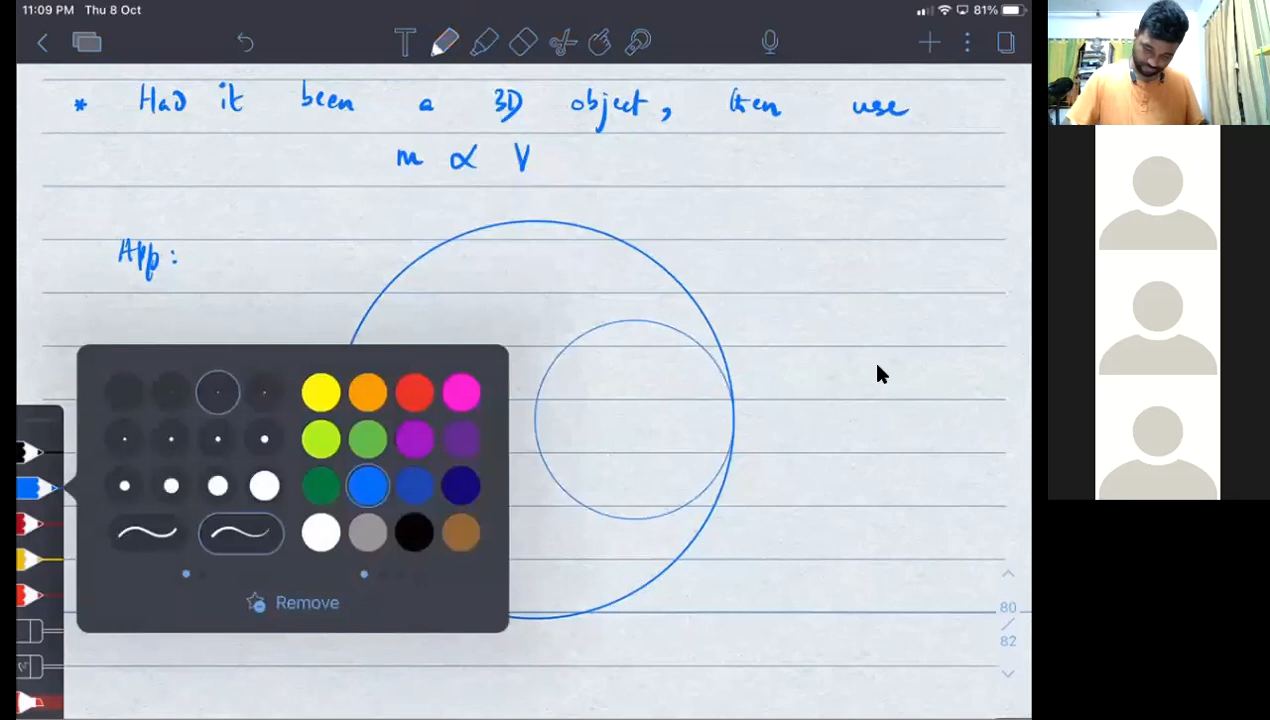 11:09 PM Thu 8 Oct 81%
T
* Had it been a 3D object, then use
m ∝ V
App:
Remove
80
/
82